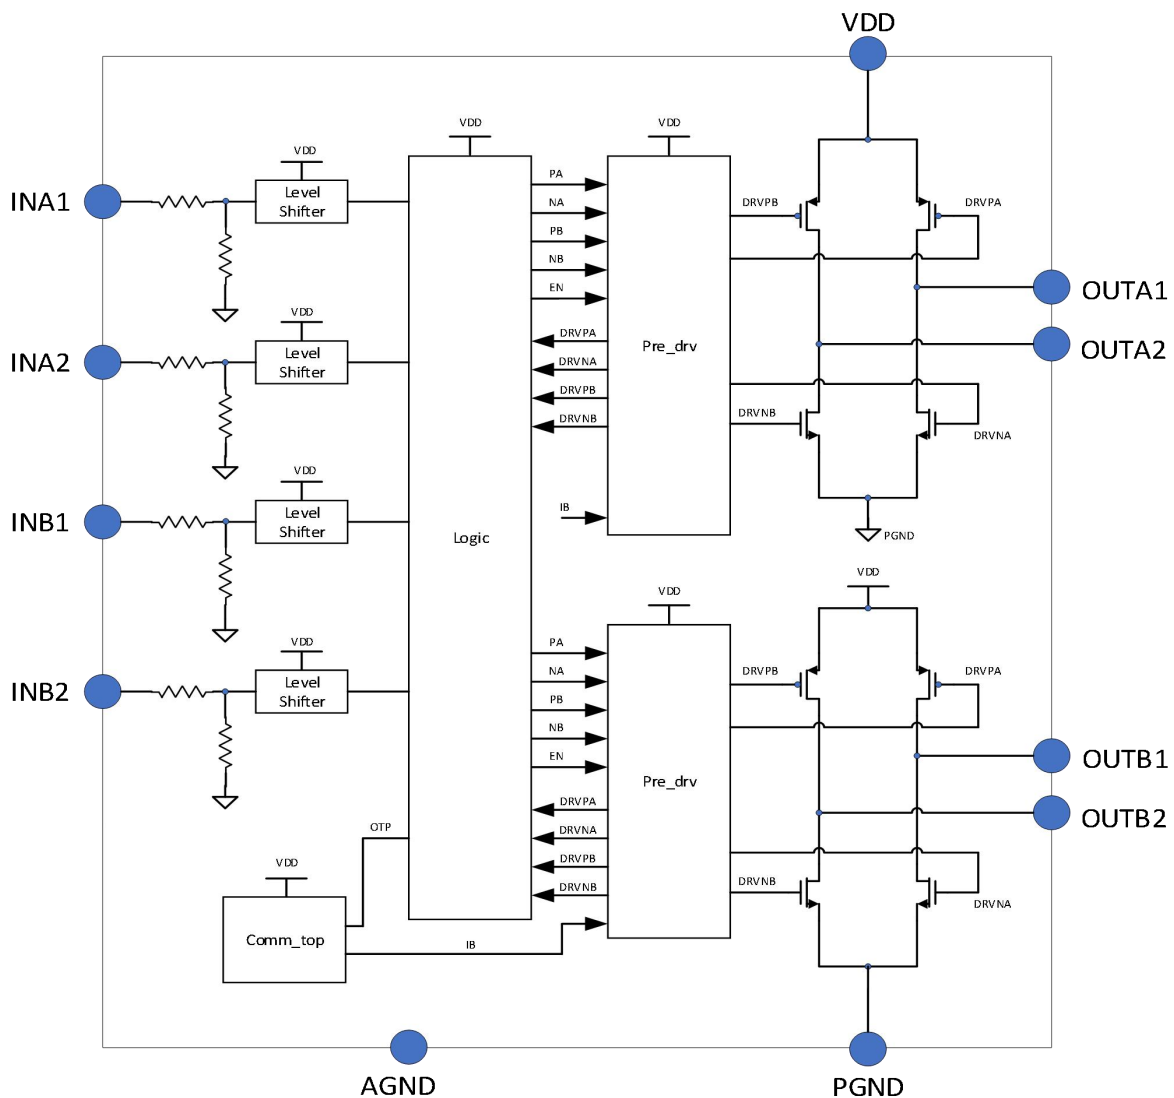 VDD
VDD
VDD
VDD
INA1
Level
Shifter
PA
NA
PB
NB
EN
DRVPB
DRVPA
OUTA1
VDD
INA2
Level
Shifter
DRVPA
DRVNA
DRVPB
DRVNB
Pre_drv
OUTA2
DRVNB
DRVNA
VDD
INB1
Level
Shifter
IB
Logic
PGND
VDD
VDD
VDD
INB2
Level
Shifter
PA
NA
PB
NB
EN
DRVPB
DRVPA
OUTB1
Pre_drv
OUTB2
DRVPA
DRVNA
DRVPB
DRVNB
DRVNB
DRVNA
OTP
VDD
Comm_top
IB
AGND
PGND